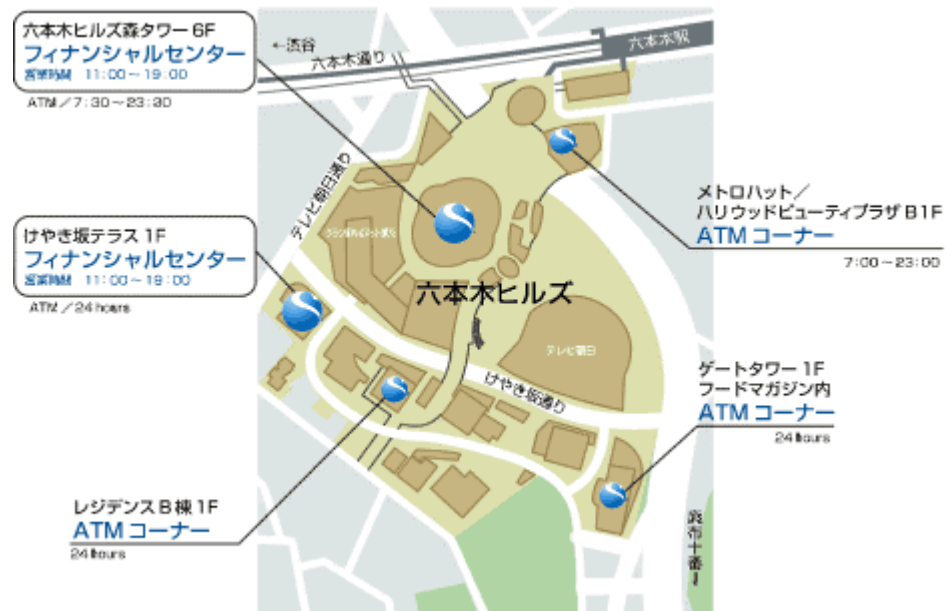 六本木ヒルズ森タワー 6F
フィナンシャルセンター
営業時間 11:00～19:00
ATM／7:30～23:30
←渋谷
六本木通り
六本木駅
テレビ朝日通り
メトロハット／
ハリウッドビューティプラザ B1F
ATM コーナー
7:00～23:00
けやき坂テラス 1F
フィナンシャルセンター
営業時間 11:00～19:00
ATM／24 hours
六本木ヒルズ
テレビ朝日
けやき坂通り
ゲートタワー 1F
フードマガジン内
ATM コーナー
24 hours
レジデンス B 棟 1F
ATM コーナー
24 hours
麻布十番→